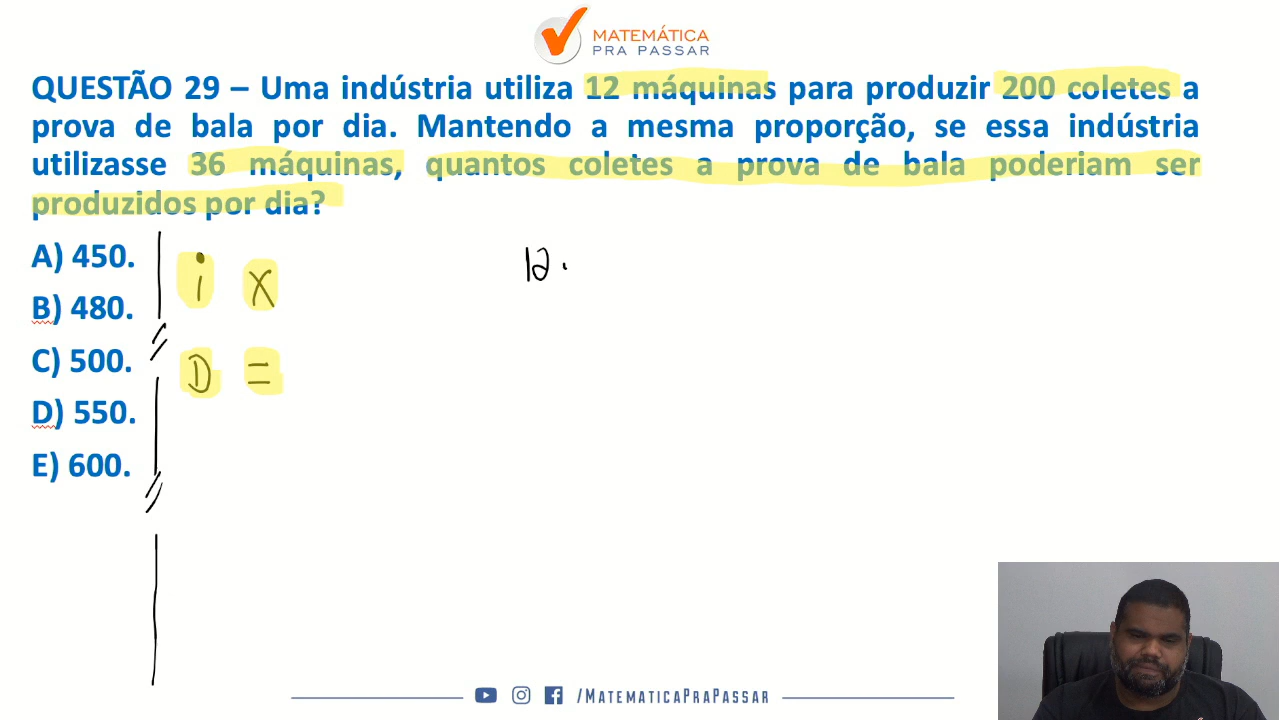 MATEMÁTICA
PRA PASSAR
QUESTÃO 29 – Uma indústria utiliza 12 máquinas para produzir 200 coletes a
prova de bala por dia. Mantendo a mesma proporção, se essa indústria
utilizasse 36 máquinas, quantos coletes a prova de bala poderiam ser
produzidos por dia?
A) 450.
B) 480.
C) 500.
D) 550.
E) 600.
i X
D =
12.
/MATEMATICAPRAPASSAR